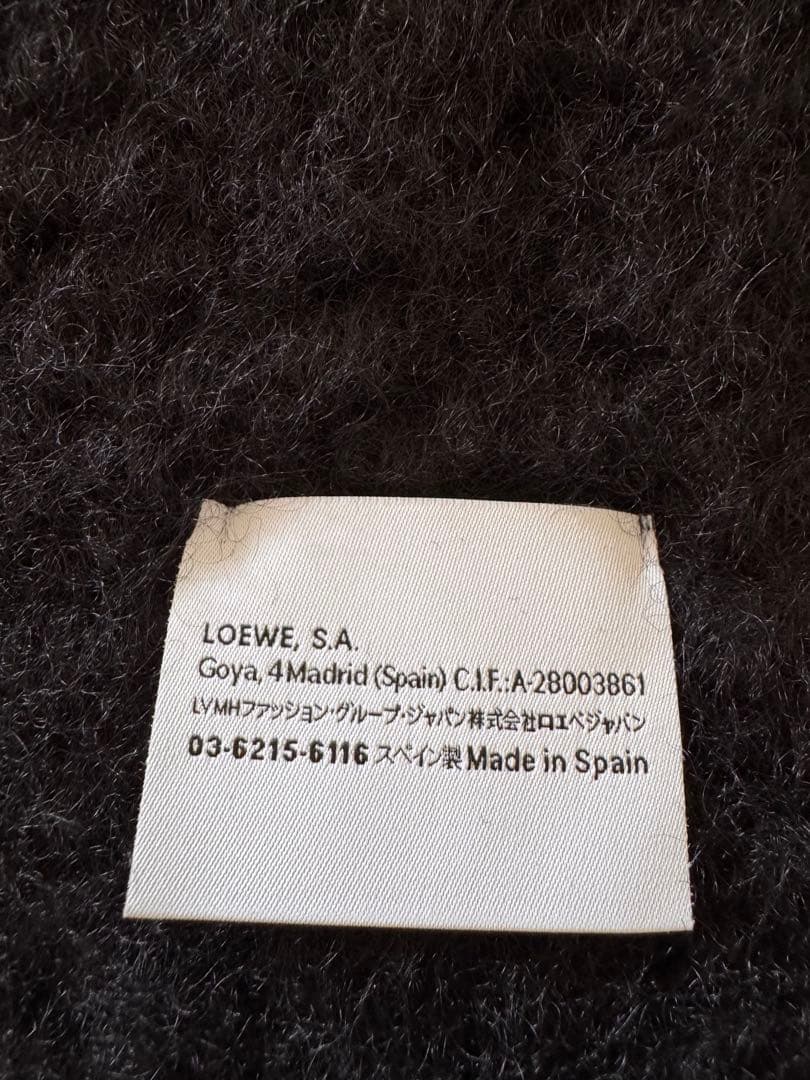 LOEWE, S.A.
Goya, 4 Madrid (Spain) C.I.F.:A-28003861
LVMHファッション・グループ・ジャパン株式会社ロエベジャパン
03-6215-6116 スペイン製 Made in Spain